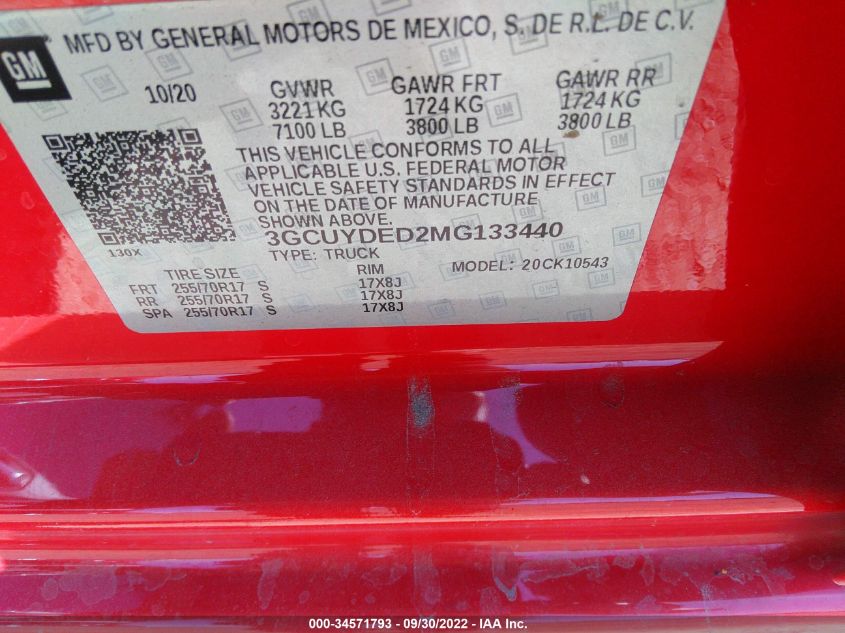 GM
MFD BY GENERAL MOTORS DE MEXICO, S. DE R.L. DE C.V.
10/20 GVWR GAWR FRT GAWR RR
3221 KG 1724 KG 1724 KG
7100 LB 3800 LB 3800 LB
THIS VEHICLE CONFORMS TO ALL
APPLICABLE U.S. FEDERAL MOTOR
VEHICLE SAFETY STANDARDS IN EFFECT
ON THE DATE OF MANUFACTURE
SHOWN ABOVE.
3GCUYDED2MG133440
130X
TYPE: TRUCK MODEL: 20CK10543
TIRE SIZE RIM
FRT 255/70R17 S 17X8J
RR 255/70R17 S 17X8J
SPA 255/70R17 S 17X8J
000-34571793 - 09/30/2022 - IAA Inc.